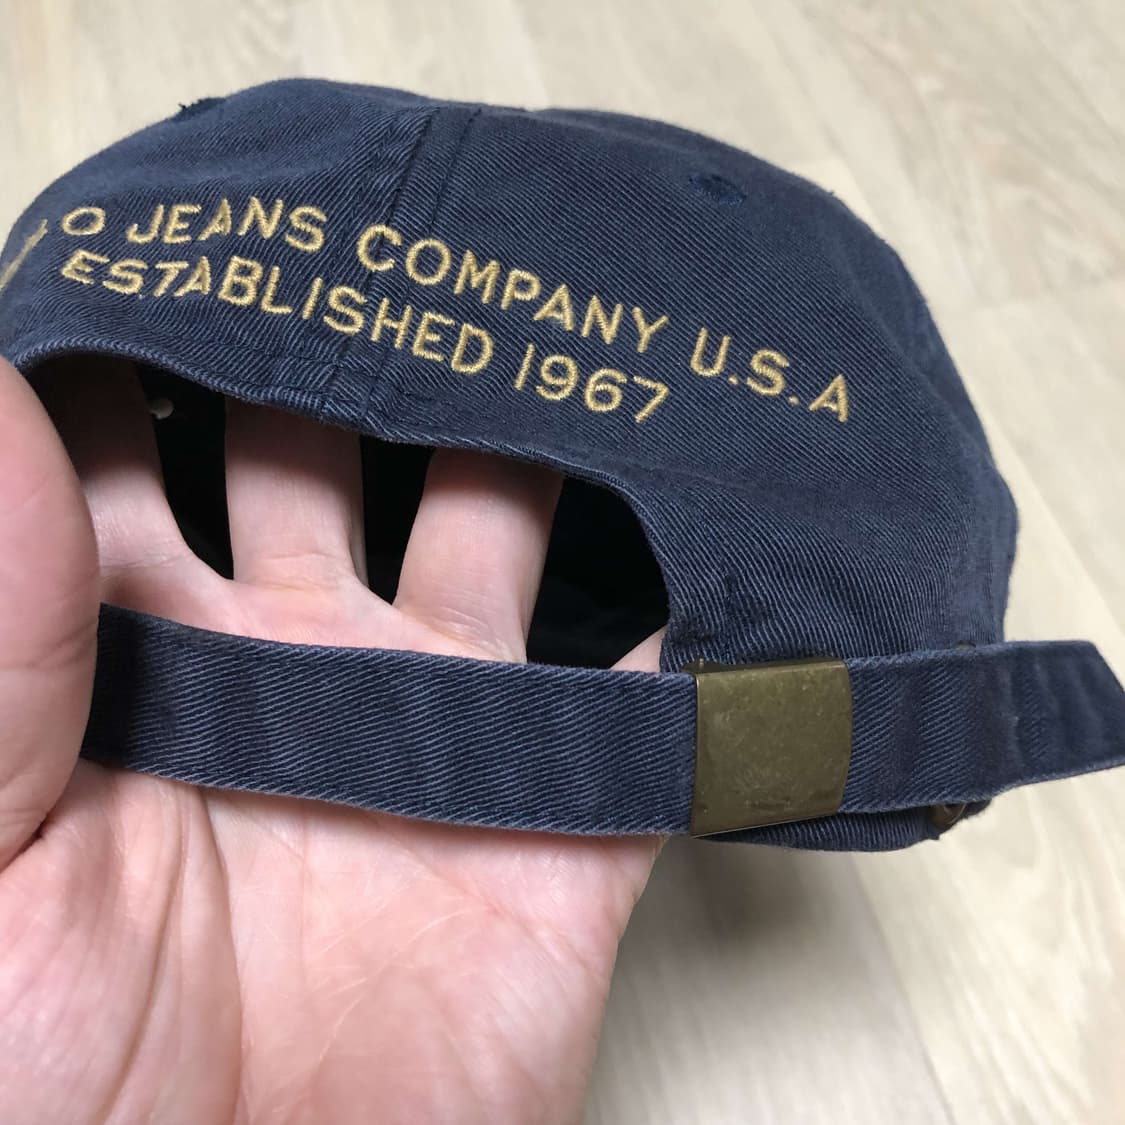 JEANS COMPANY U.S.A
ESTABLISHED 1967